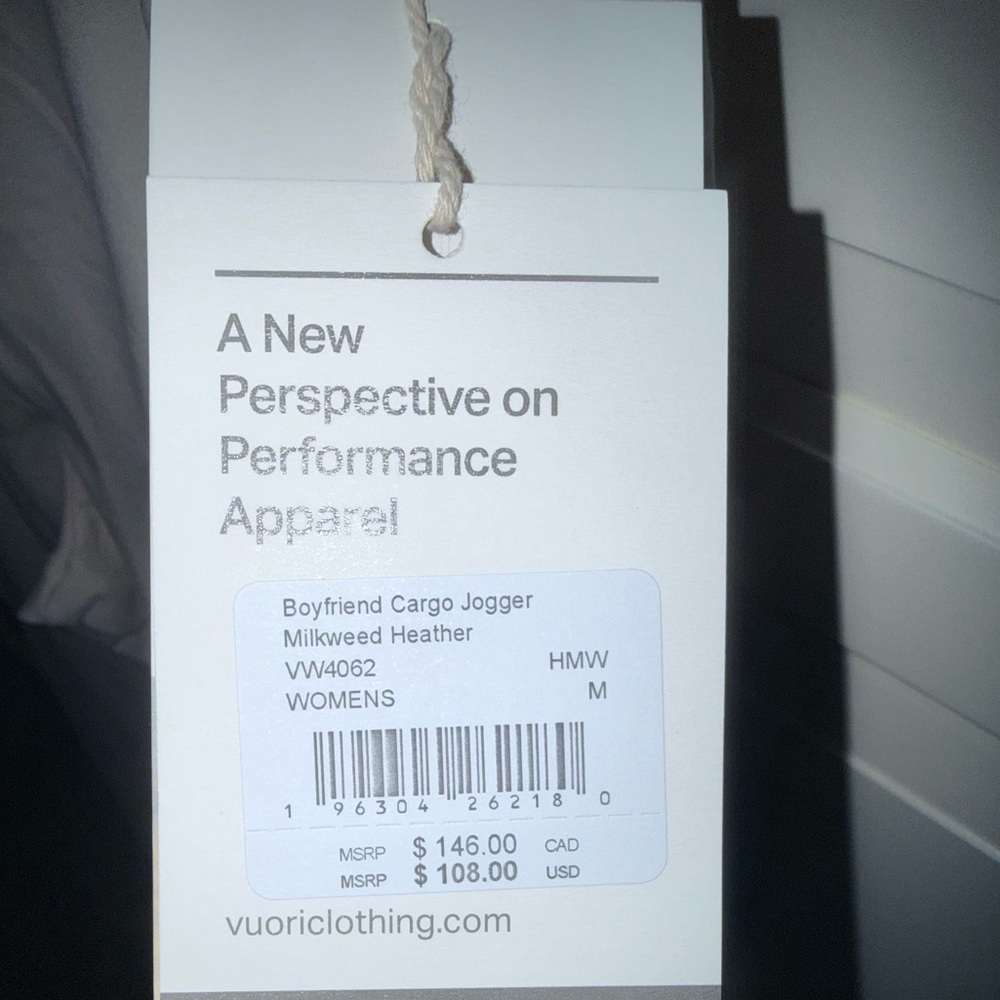 A New
Perspective on
Performance
Apparel
Boyfriend Cargo Jogger
Milkweed Heather
VW4062 HMW
WOMENS M
1 96304 26218 0
MSRP $ 146.00 CAD
MSRP $ 108.00 USD
vuoriclothing.com